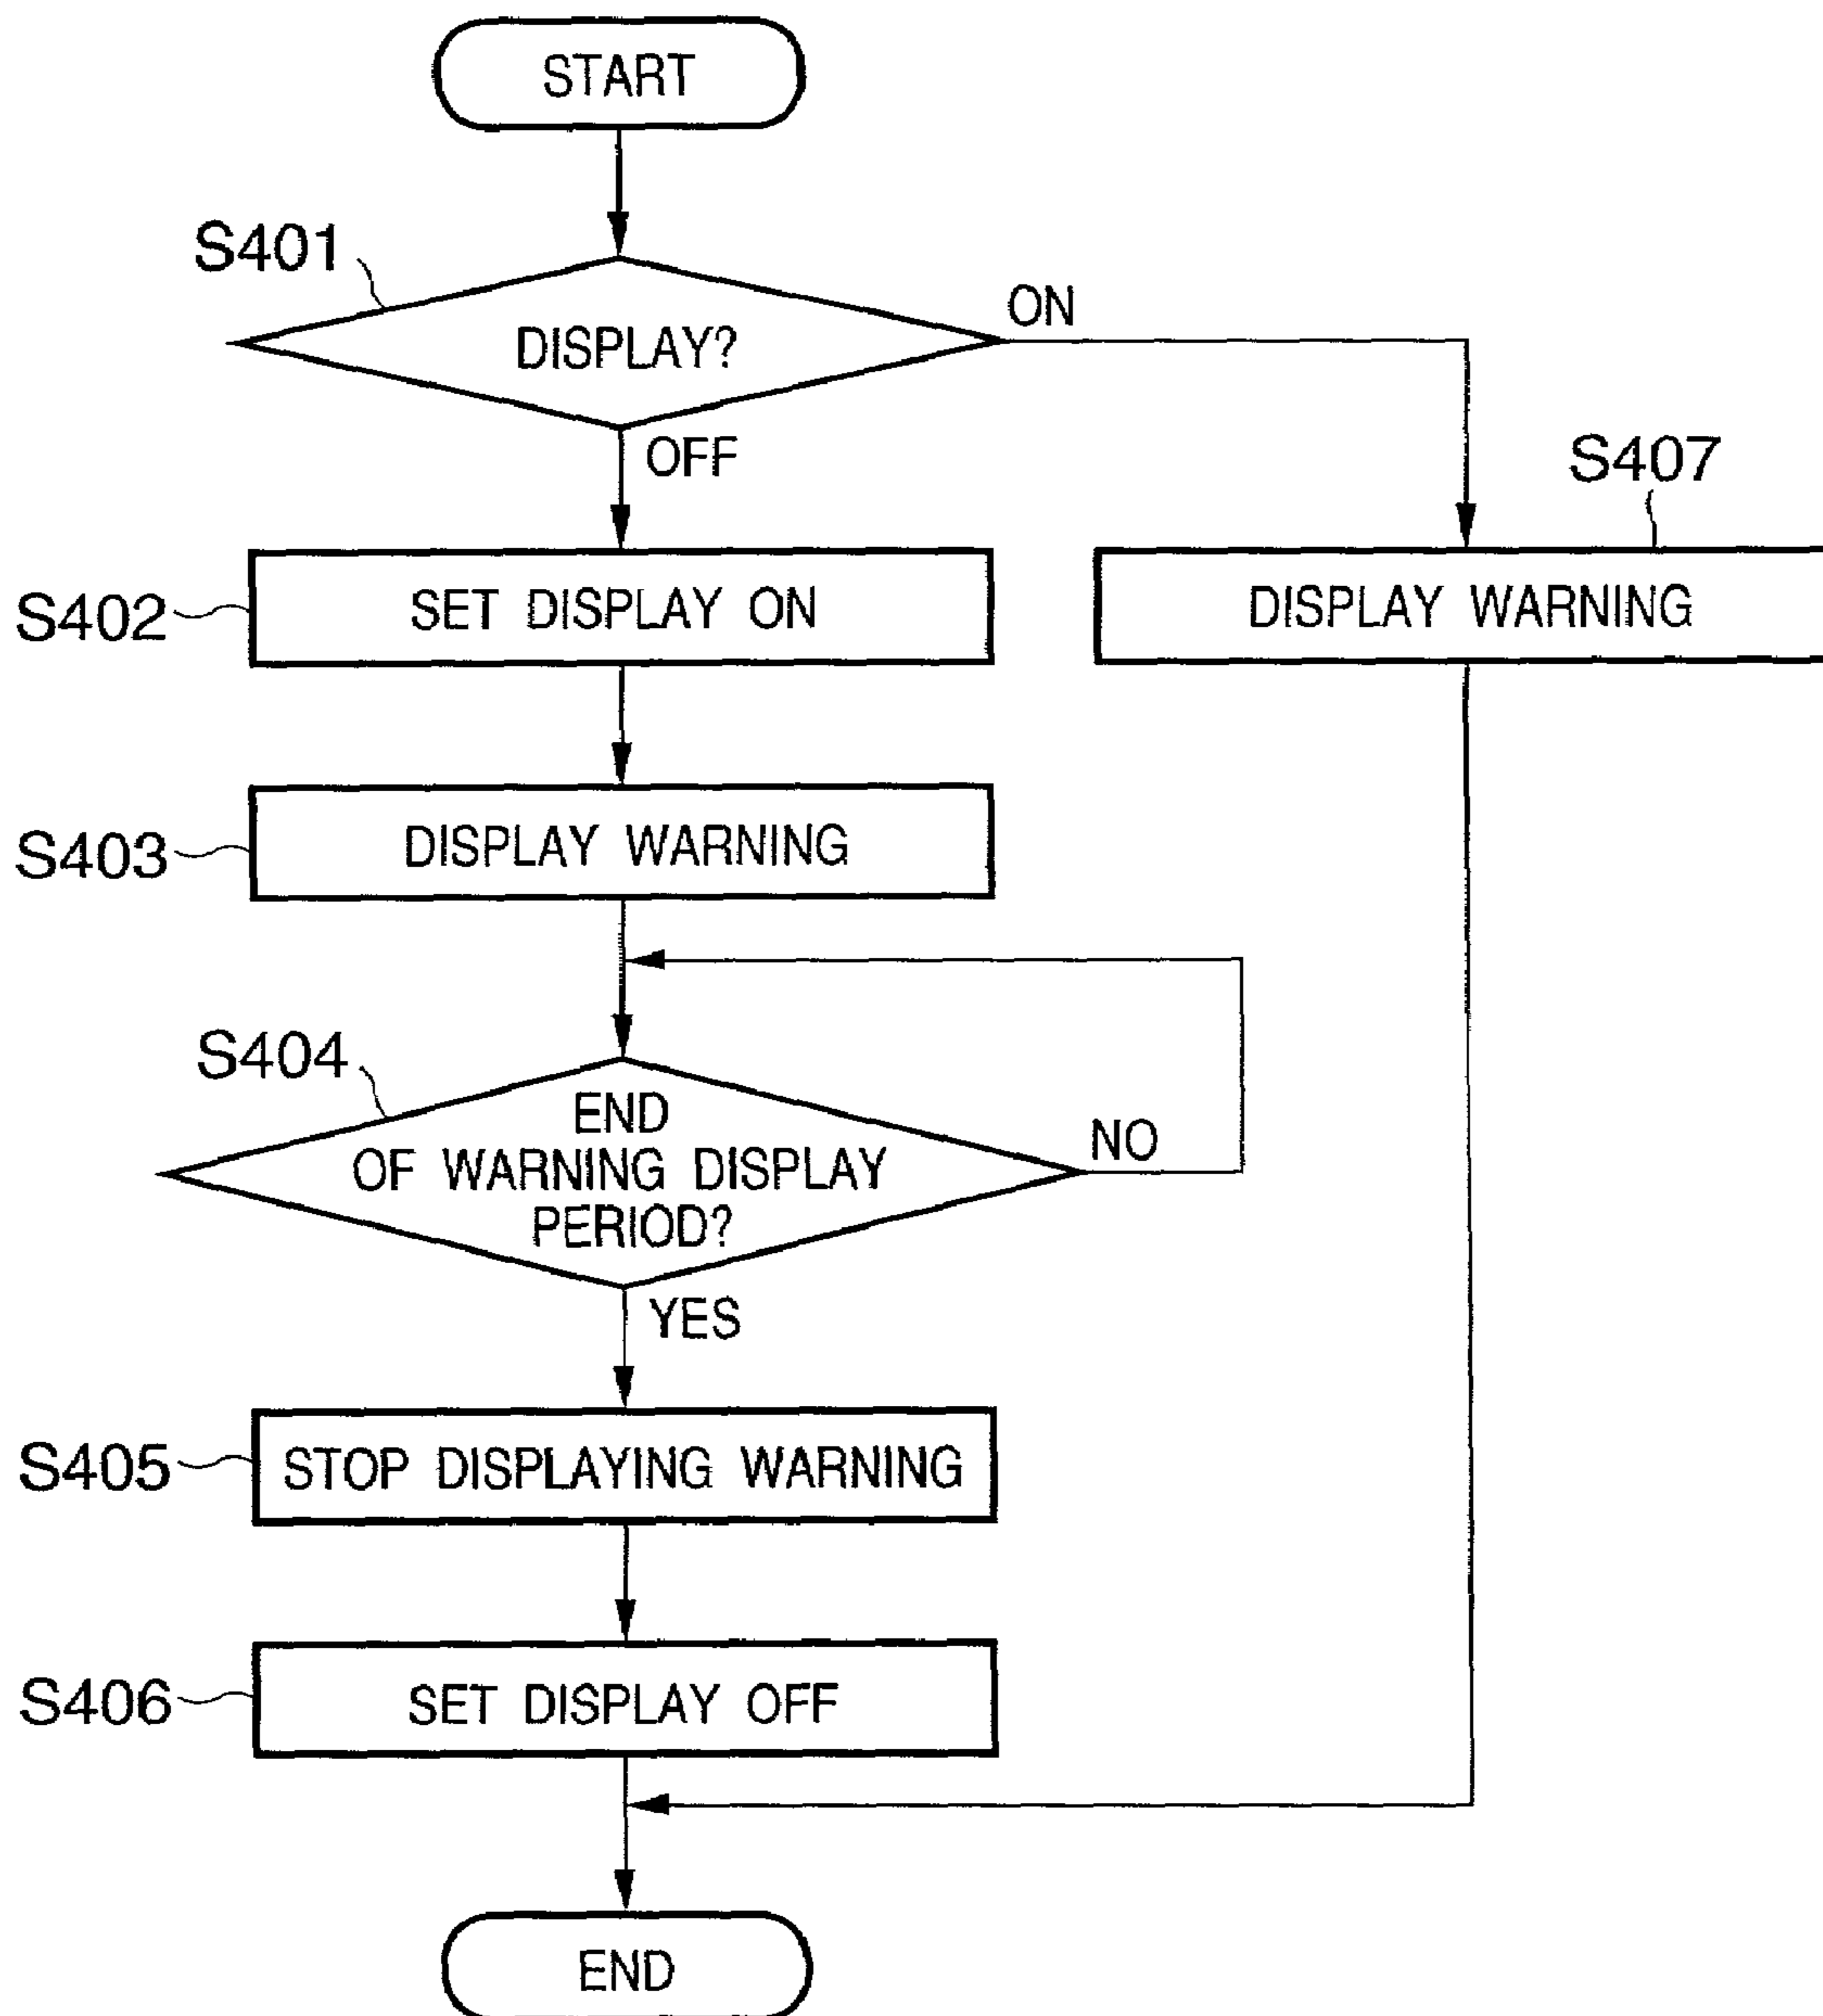 START
S401
DISPLAY?
ON
OFF
S407
S402
SET DISPLAY ON
DISPLAY WARNING
S403
DISPLAY WARNING
S404
END
OF WARNING DISPLAY
PERIOD?
NO
YES
S405
STOP DISPLAYING WARNING
S406
SET DISPLAY OFF
END